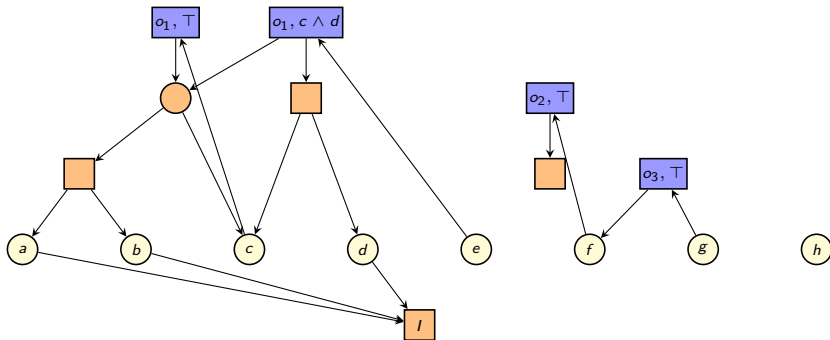 o₁, ⊤
o₁, c ∧ d
o₂, ⊤
o₃, ⊤
a
b
c
d
e
f
g
h
I